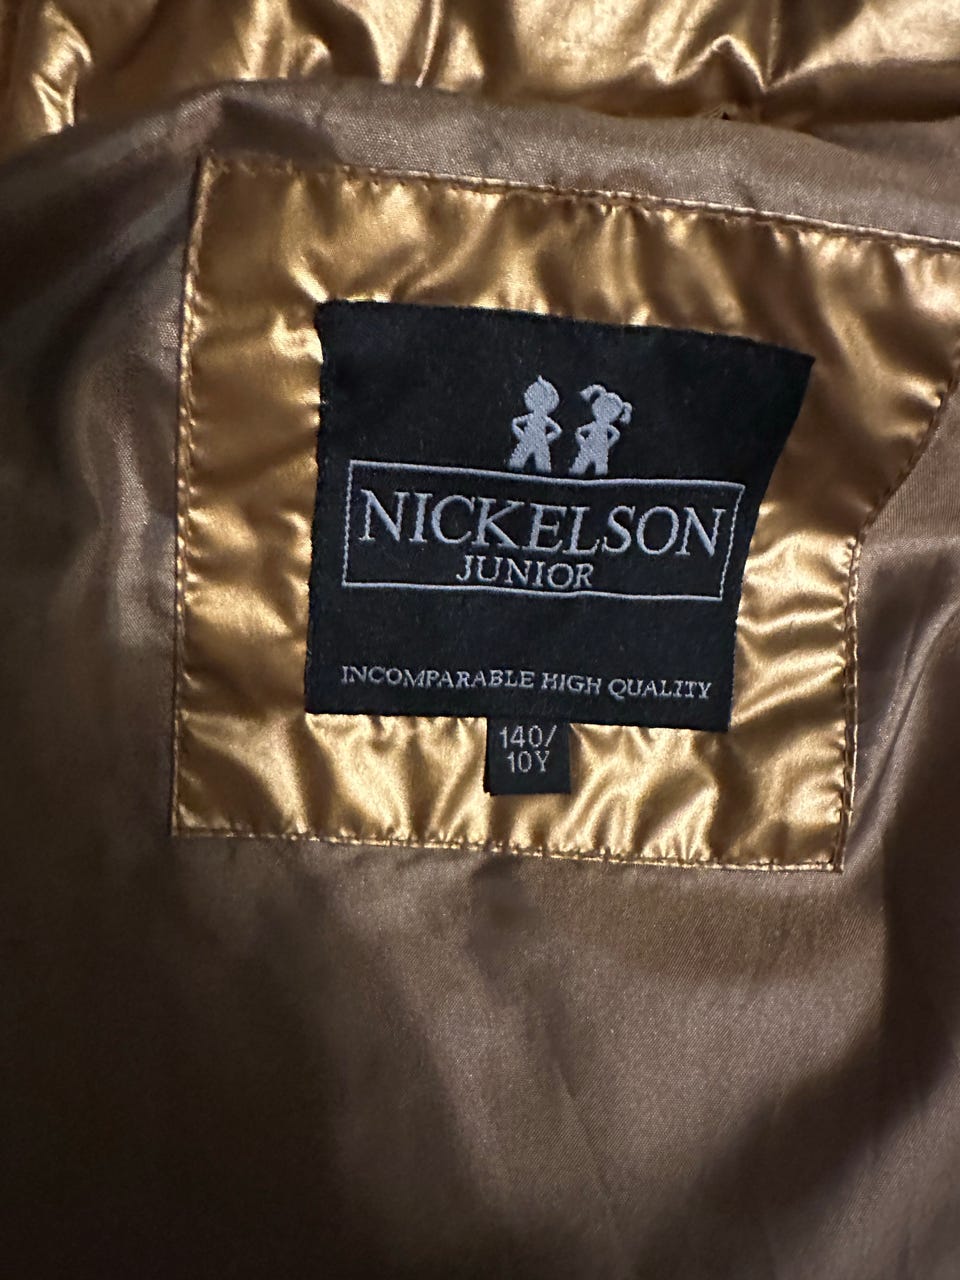 NICKELSON
JUNIOR
INCOMPARABLE HIGH QUALITY
140/
10Y